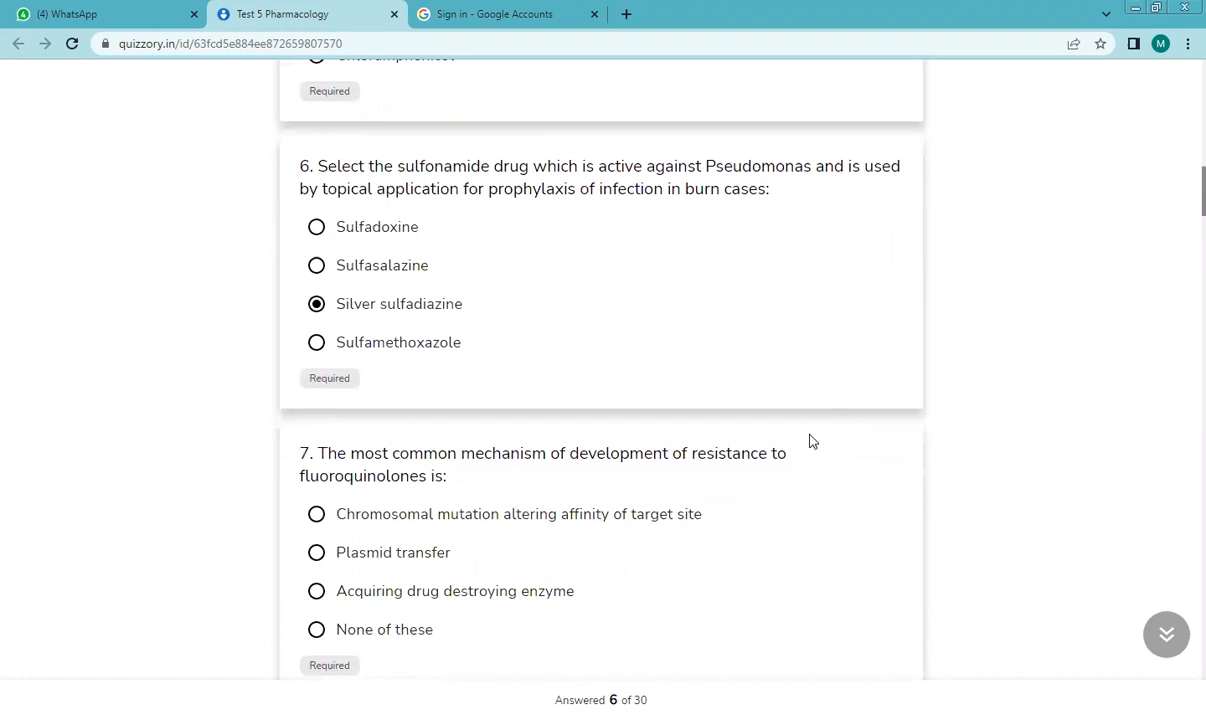 (4) WhatsApp
Test 5 Pharmacology
Sign in - Google Accounts
quizzory.in/id/63fcd5e884ee872659807570
M
Required
6. Select the sulfonamide drug which is active against Pseudomonas and is used
by topical application for prophylaxis of infection in burn cases:
Sulfadoxine
Sulfasalazine
Silver sulfadiazine
Sulfamethoxazole
Required
7. The most common mechanism of development of resistance to
fluoroquinolones is:
Chromosomal mutation altering affinity of target site
Plasmid transfer
Acquiring drug destroying enzyme
None of these
Required
Answered 6 of 30